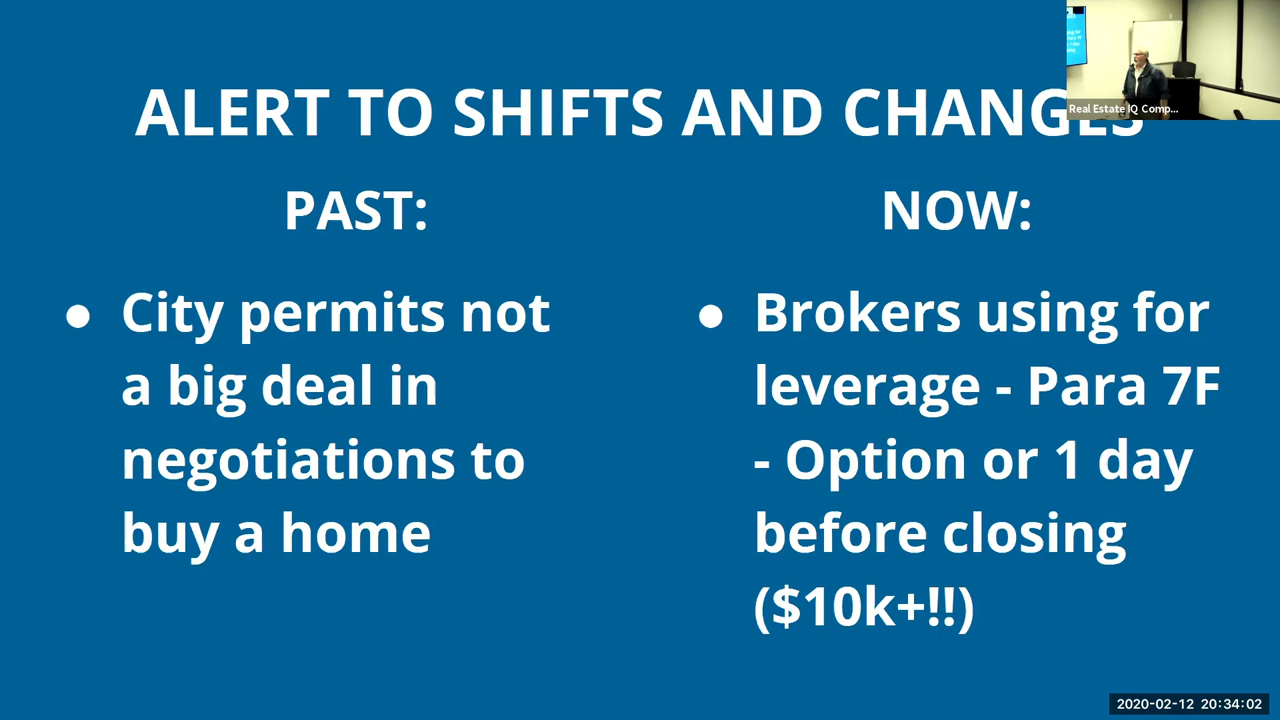 ALERT TO SHIFTS AND CHANGES
Real Estate IQ Comp...
PAST:
City permits not
a big deal in
negotiations to
buy a home
NOW:
Brokers using for
leverage - Para 7F
- Option or 1 day
before closing
($10k+!!)
2020-02-12 20:34:02